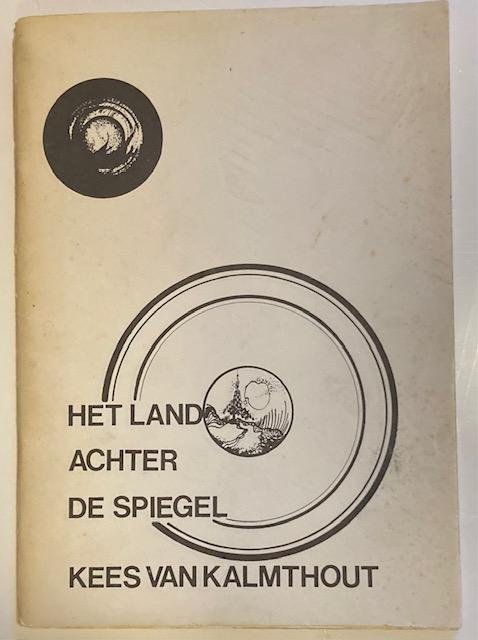 HET LAND
ACHTER
DE SPIEGEL
KEES VAN KALMTHOUT